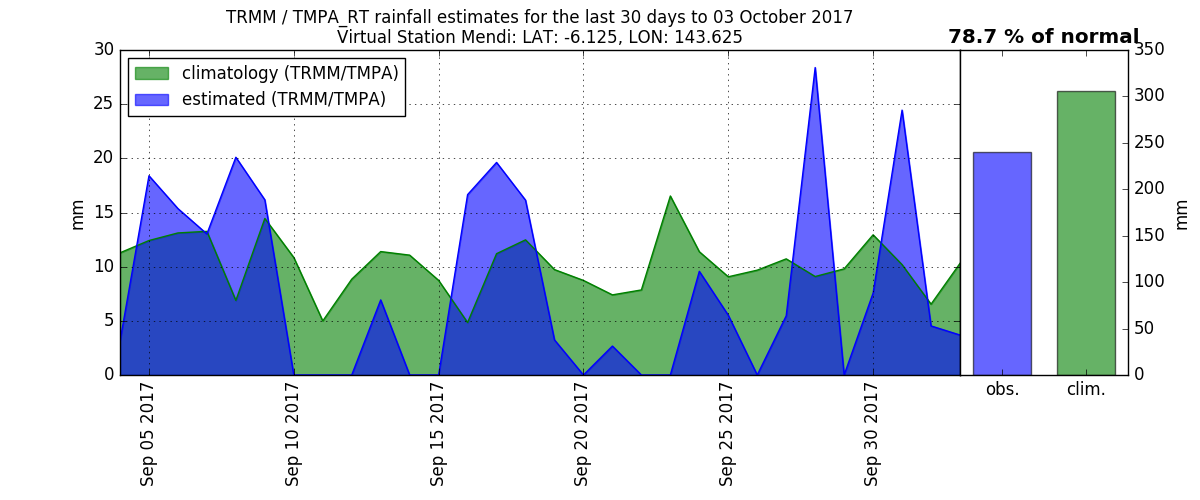 TRMM / TMPA_RT rainfall estimates for the last 30 days to 03 October 2017
Virtual Station Mendi: LAT: -6.125, LON: 143.625
78.7 % of normal
climatology (TRMM/TMPA)
estimated (TRMM/TMPA)
30
25
20
15
10
5
0
mm
Sep 05 2017
Sep 10 2017
Sep 15 2017
Sep 20 2017
Sep 25 2017
Sep 30 2017
350
300
250
200
150
100
50
0
mm
obs.
clim.